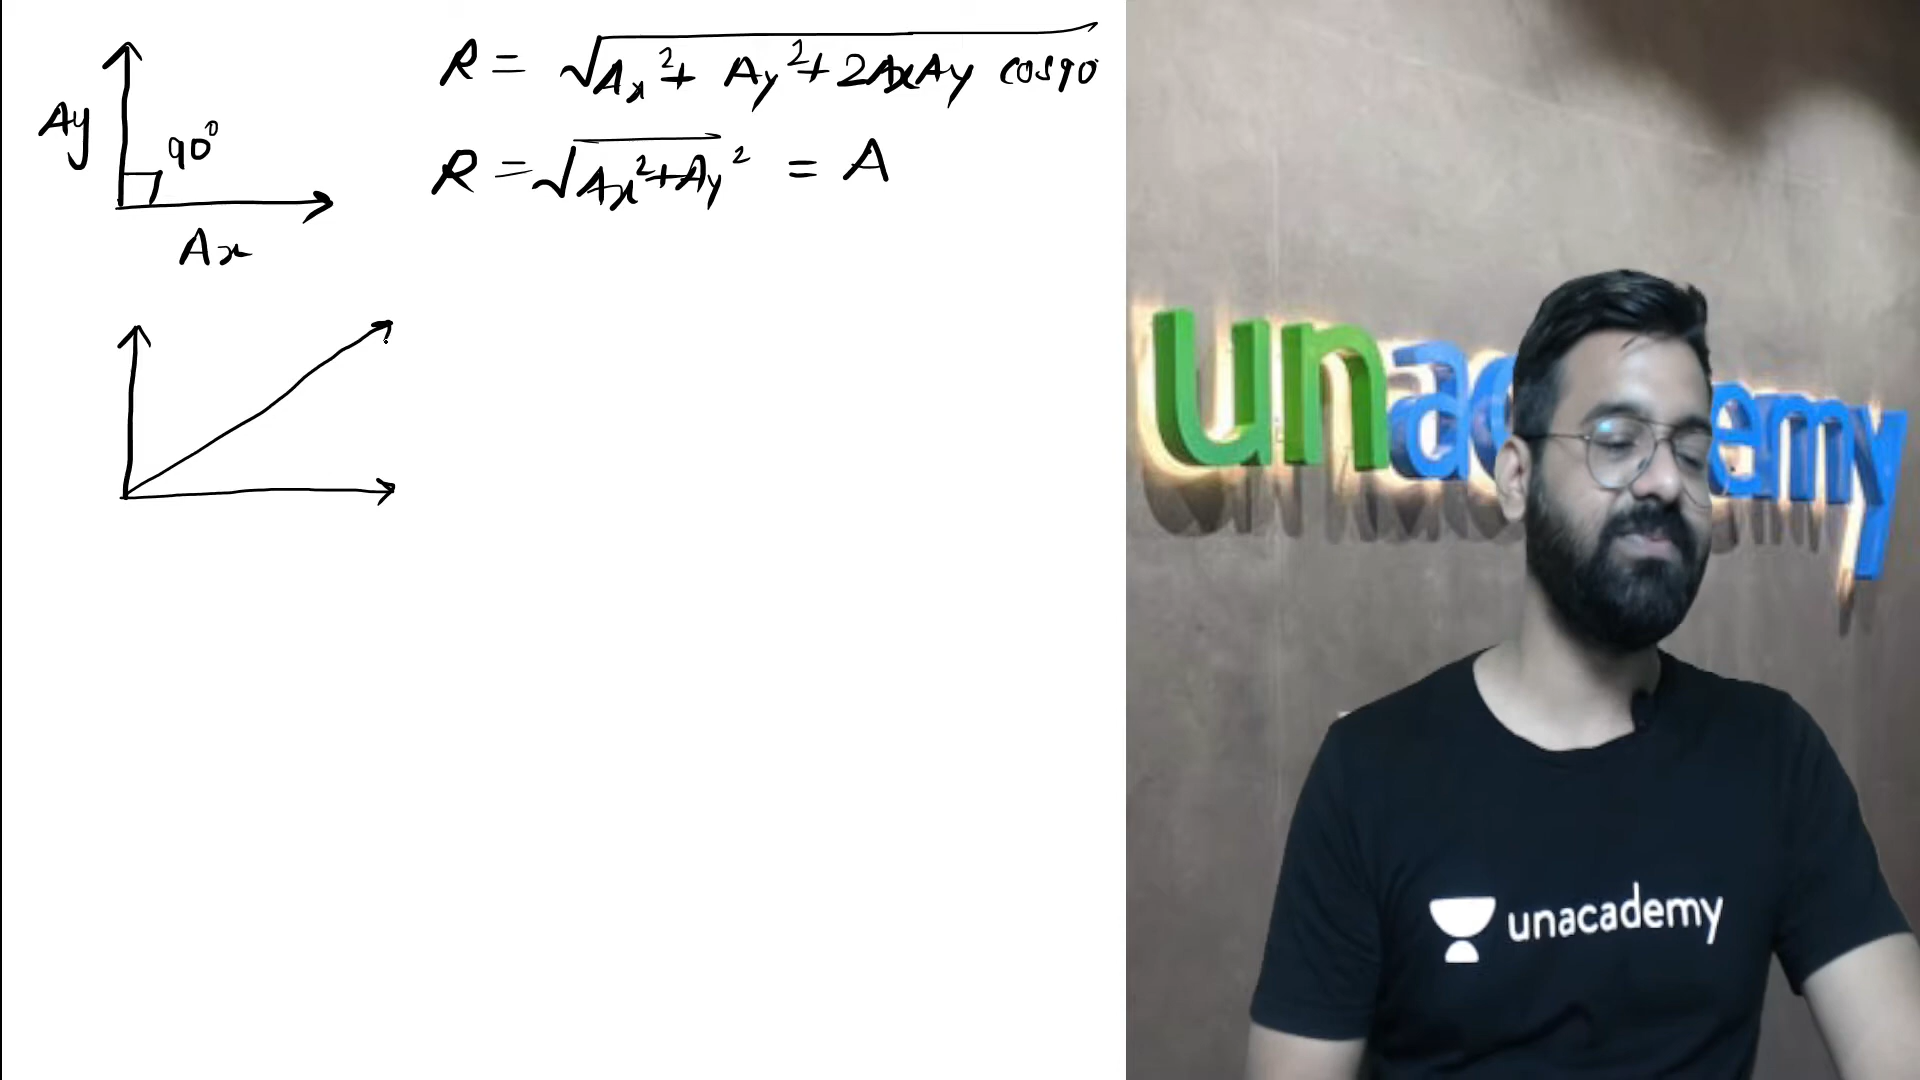 Ay
90°
Ax
R = √Ax² + Ay² + 2AxAy cos90
R = √Ax² + Ay² = A
unacademy
unacademy